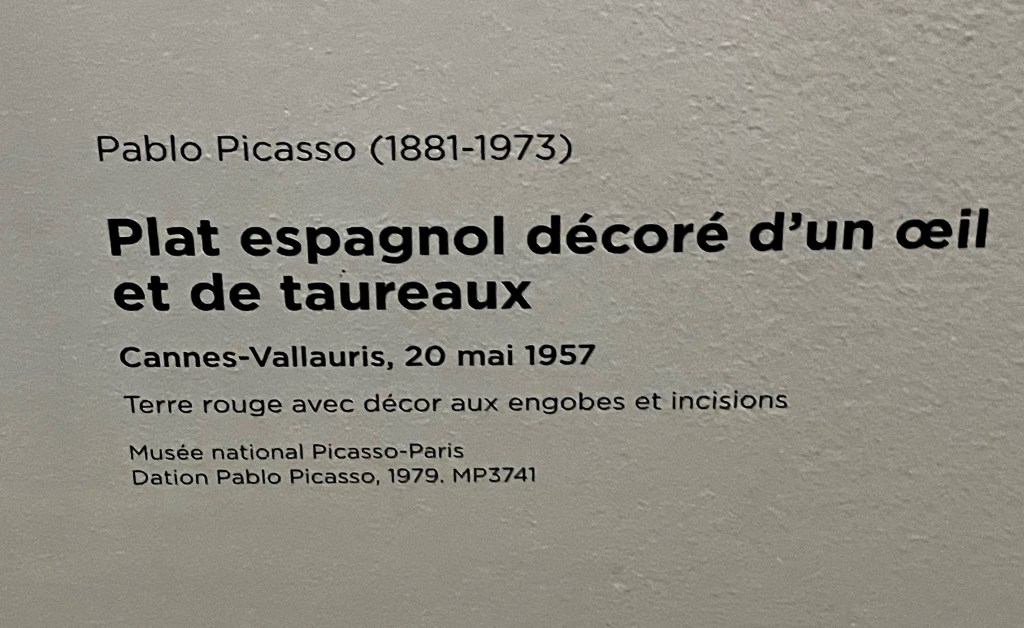 Pablo Picasso (1881-1973)
Plat espagnol décoré d’un œil
et de taureaux
Cannes-Vallauris, 20 mai 1957
Terre rouge avec décor aux engobes et incisions
Musée national Picasso-Paris
Dation Pablo Picasso, 1979. MP3741